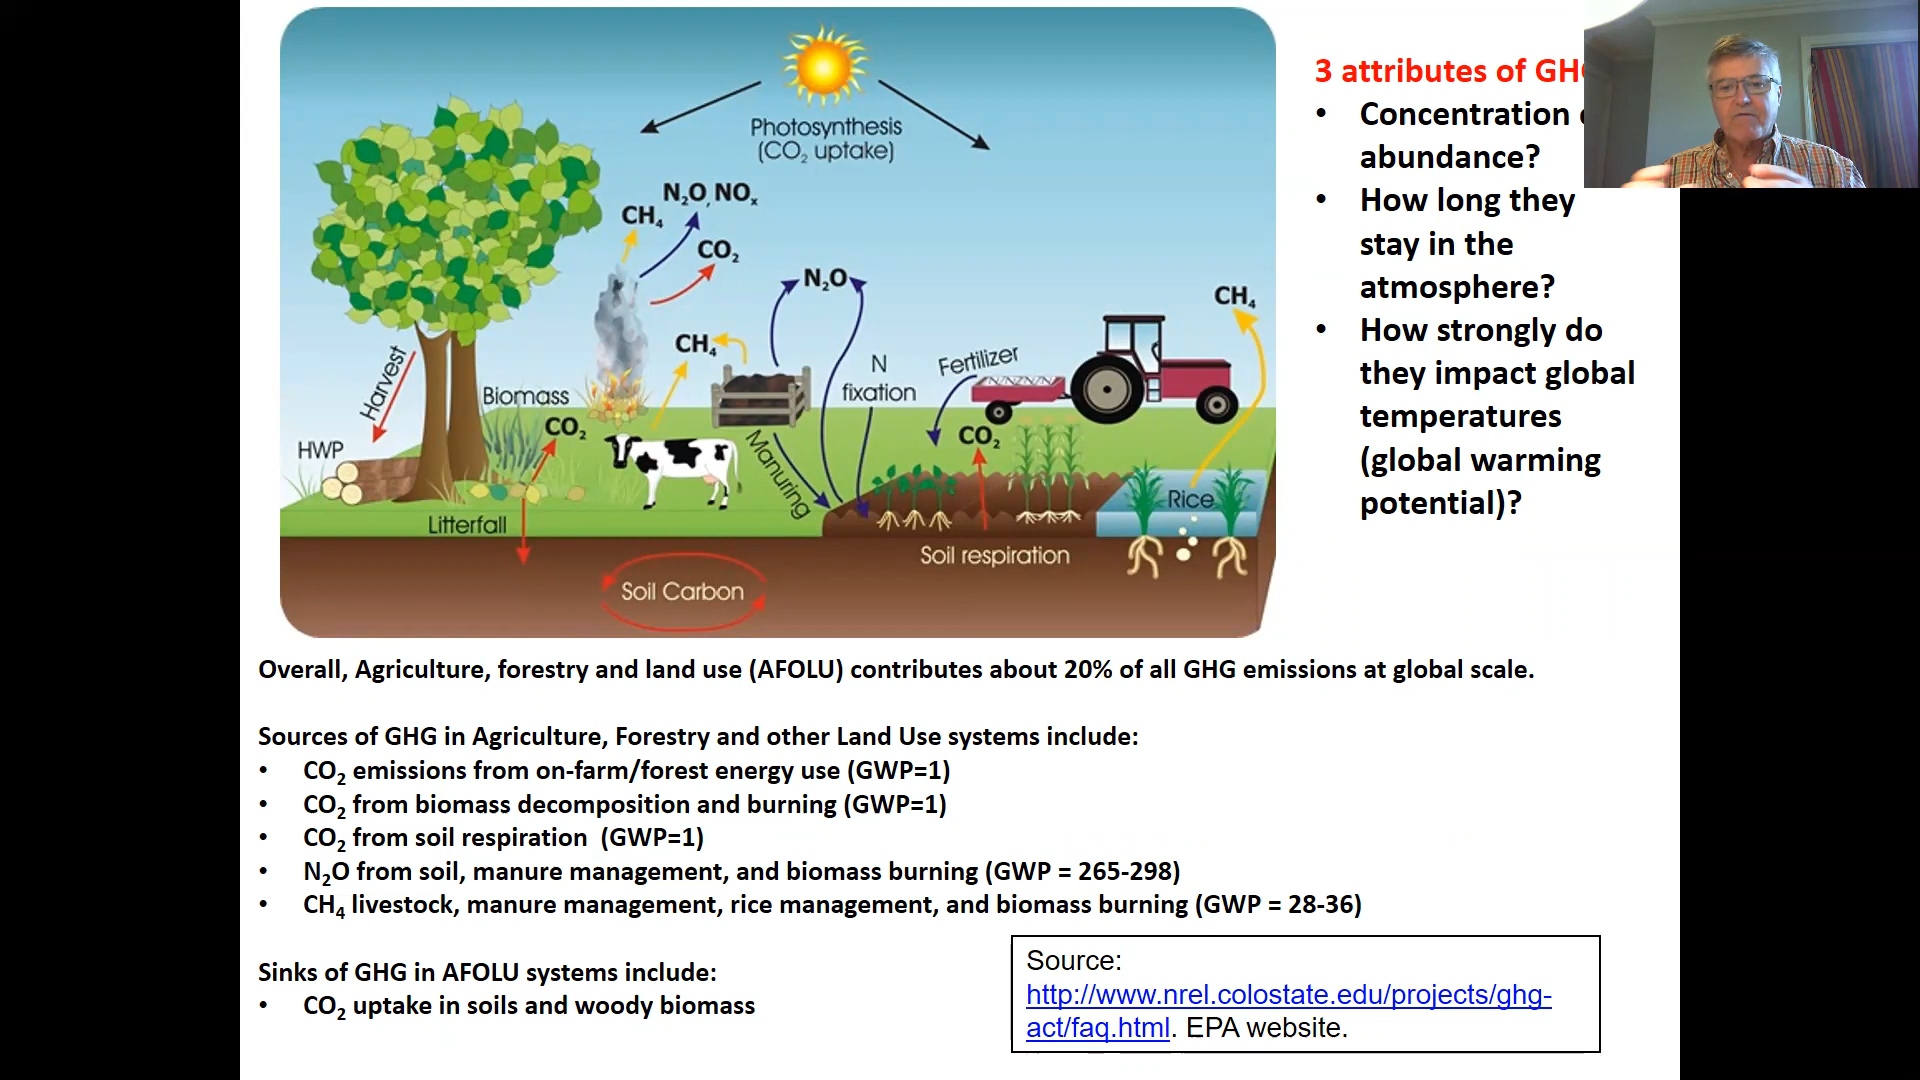 Photosynthesis
(CO₂ uptake)
N₂O, NOₓ
CH₄
CO₂
N₂O
CH₄
CH₄
Harvest
Biomass
N
fixation
Fertilizer
HWP
CO₂
Manuring
CO₂
Rice
Litterfall
Soil respiration
Soil Carbon
3 attributes of
• Concentration
abundance?
• How long they
stay in the
atmosphere?
• How strongly do
they impact global
temperatures
(global warming
potential)?
Overall, Agriculture, forestry and land use (AFOLU) contributes about 20% of all GHG emissions at global scale.
Sources of GHG in Agriculture, Forestry and other Land Use systems include:
• CO₂ emissions from on-farm/forest energy use (GWP=1)
• CO₂ from biomass decomposition and burning (GWP=1)
• CO₂ from soil respiration (GWP=1)
• N₂O from soil, manure management, and biomass burning (GWP = 265-298)
• CH₄ livestock, manure management, rice management, and biomass burning (GWP = 28-36)
Sinks of GHG in AFOLU systems include:
• CO₂ uptake in soils and woody biomass
Source:
http://www.nrel.colostate.edu/projects/ghg-
act/faq.html. EPA website.